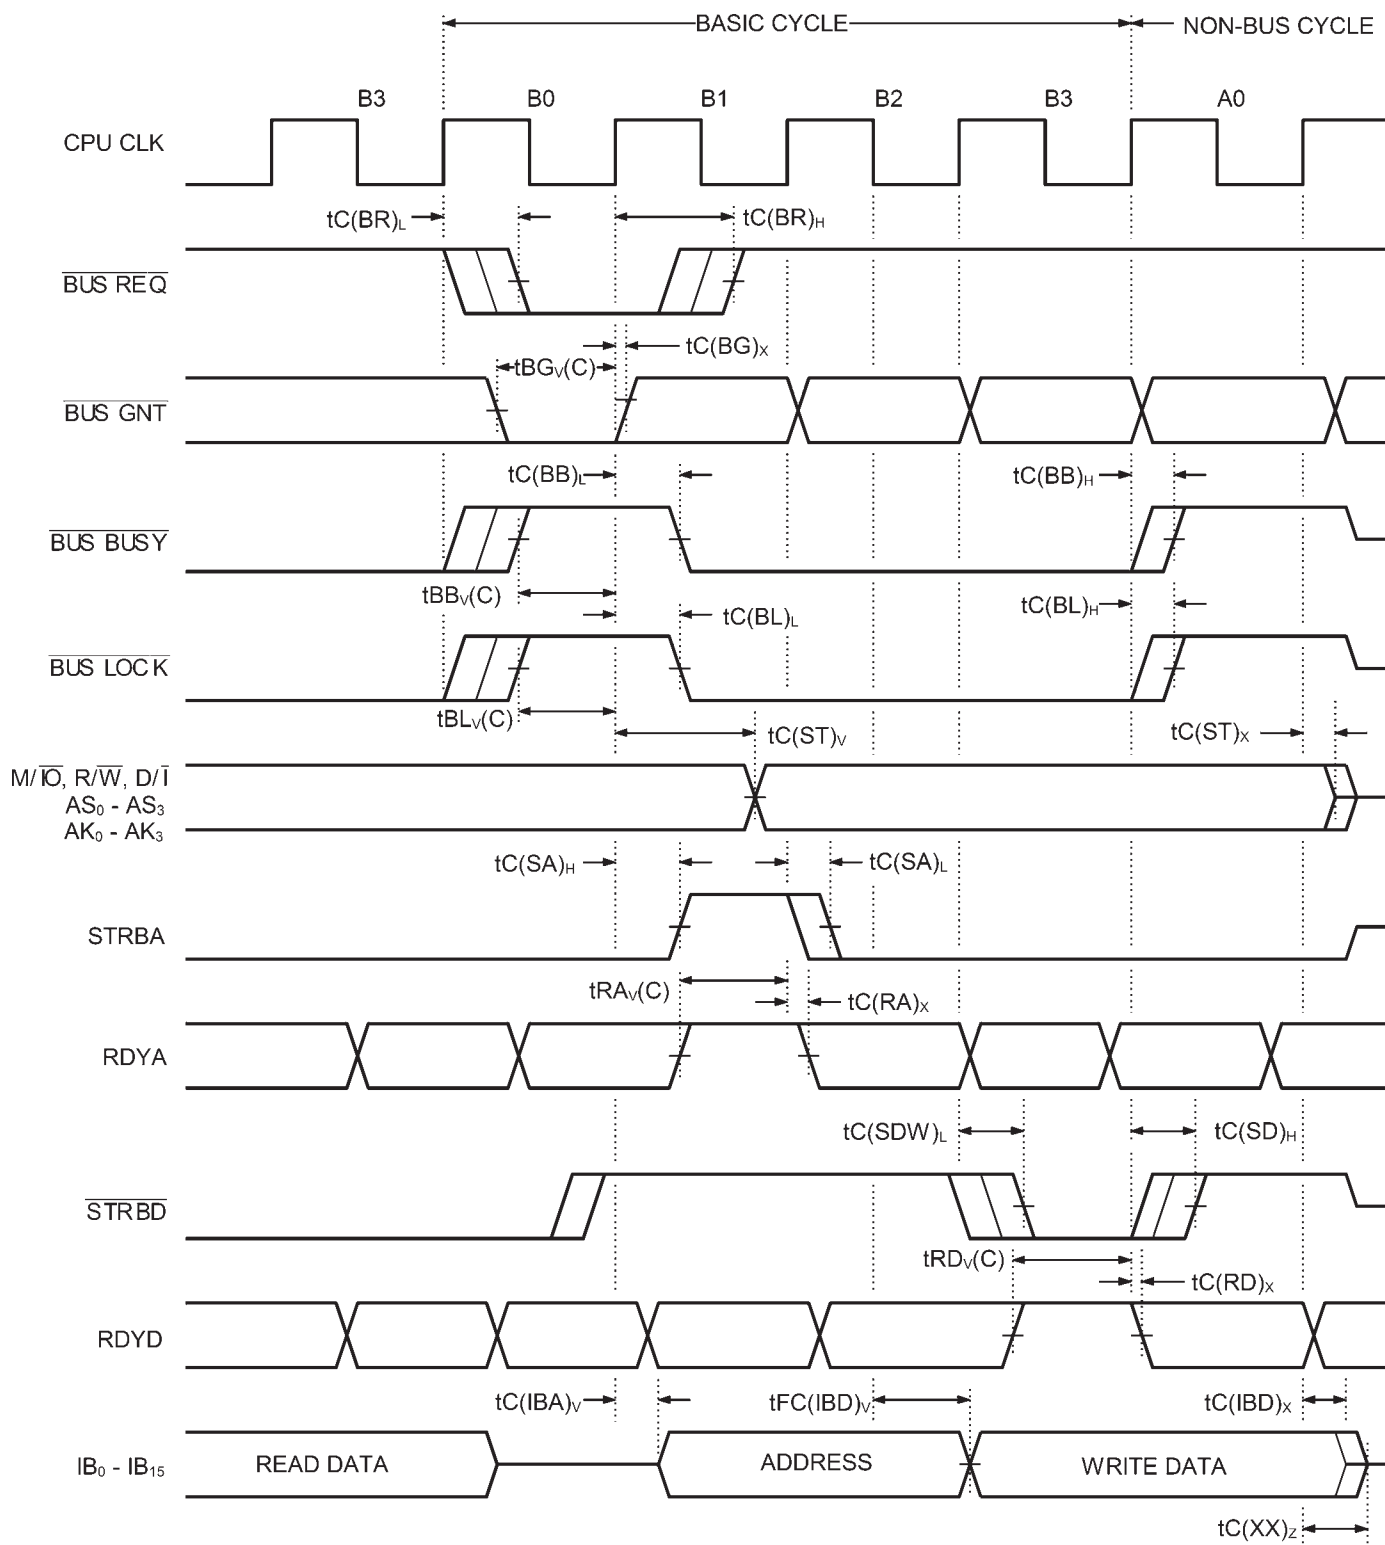 BASIC CYCLE NON-BUS CYCLE
B3 B0 B1 B2 B3 A0
CPU CLK
tC(BR)L tC(BR)H
BUS REQ
tC(BG)X
tBGV(C)
BUS GNT
tC(BB)L tC(BB)H
BUS BUSY
tBBV(C)
tC(BL)L tC(BL)H
BUS LOCK
tBLV(C)
tC(ST)V tC(ST)X
M/IO, R/W, D/I
AS0 - AS3
AK0 - AK3
tC(SA)H tC(SA)L
STRBA
tRAV(C)
tC(RA)X
RDYA
tC(SDW)L tC(SD)H
STRBD
tRDV(C)
tC(RD)X
RDYD
tC(IBA)V tFC(IBD)V tC(IBD)X
IB0 - IB15 READ DATA ADDRESS WRITE DATA
tC(XX)Z